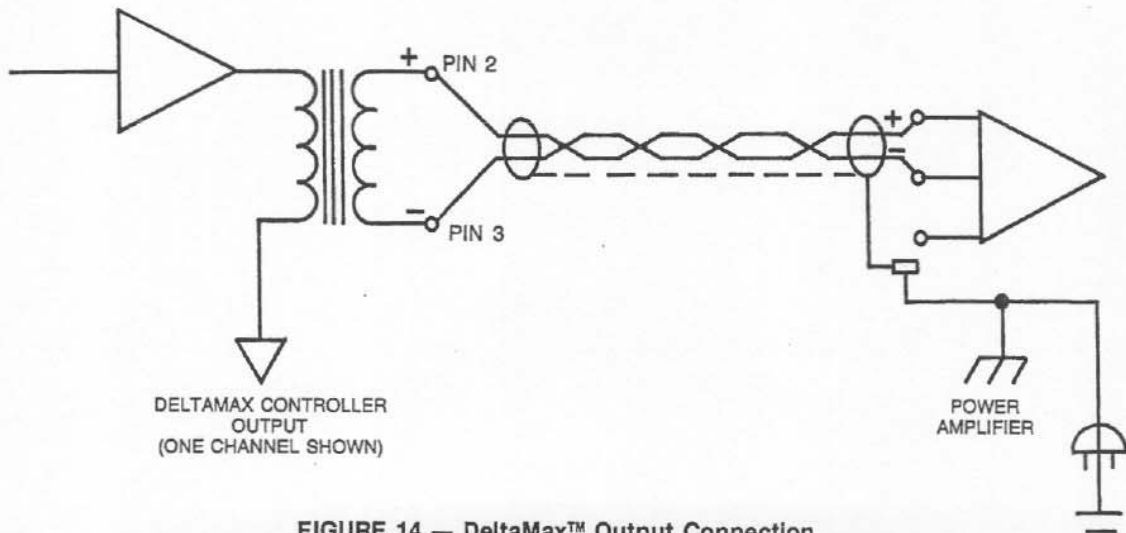 +
PIN 2
-
PIN 3
+
-
DELTAMAX CONTROLLER
OUTPUT
(ONE CHANNEL SHOWN)
POWER
AMPLIFIER
FIGURE 14 — DeltaMax™ Output Connection